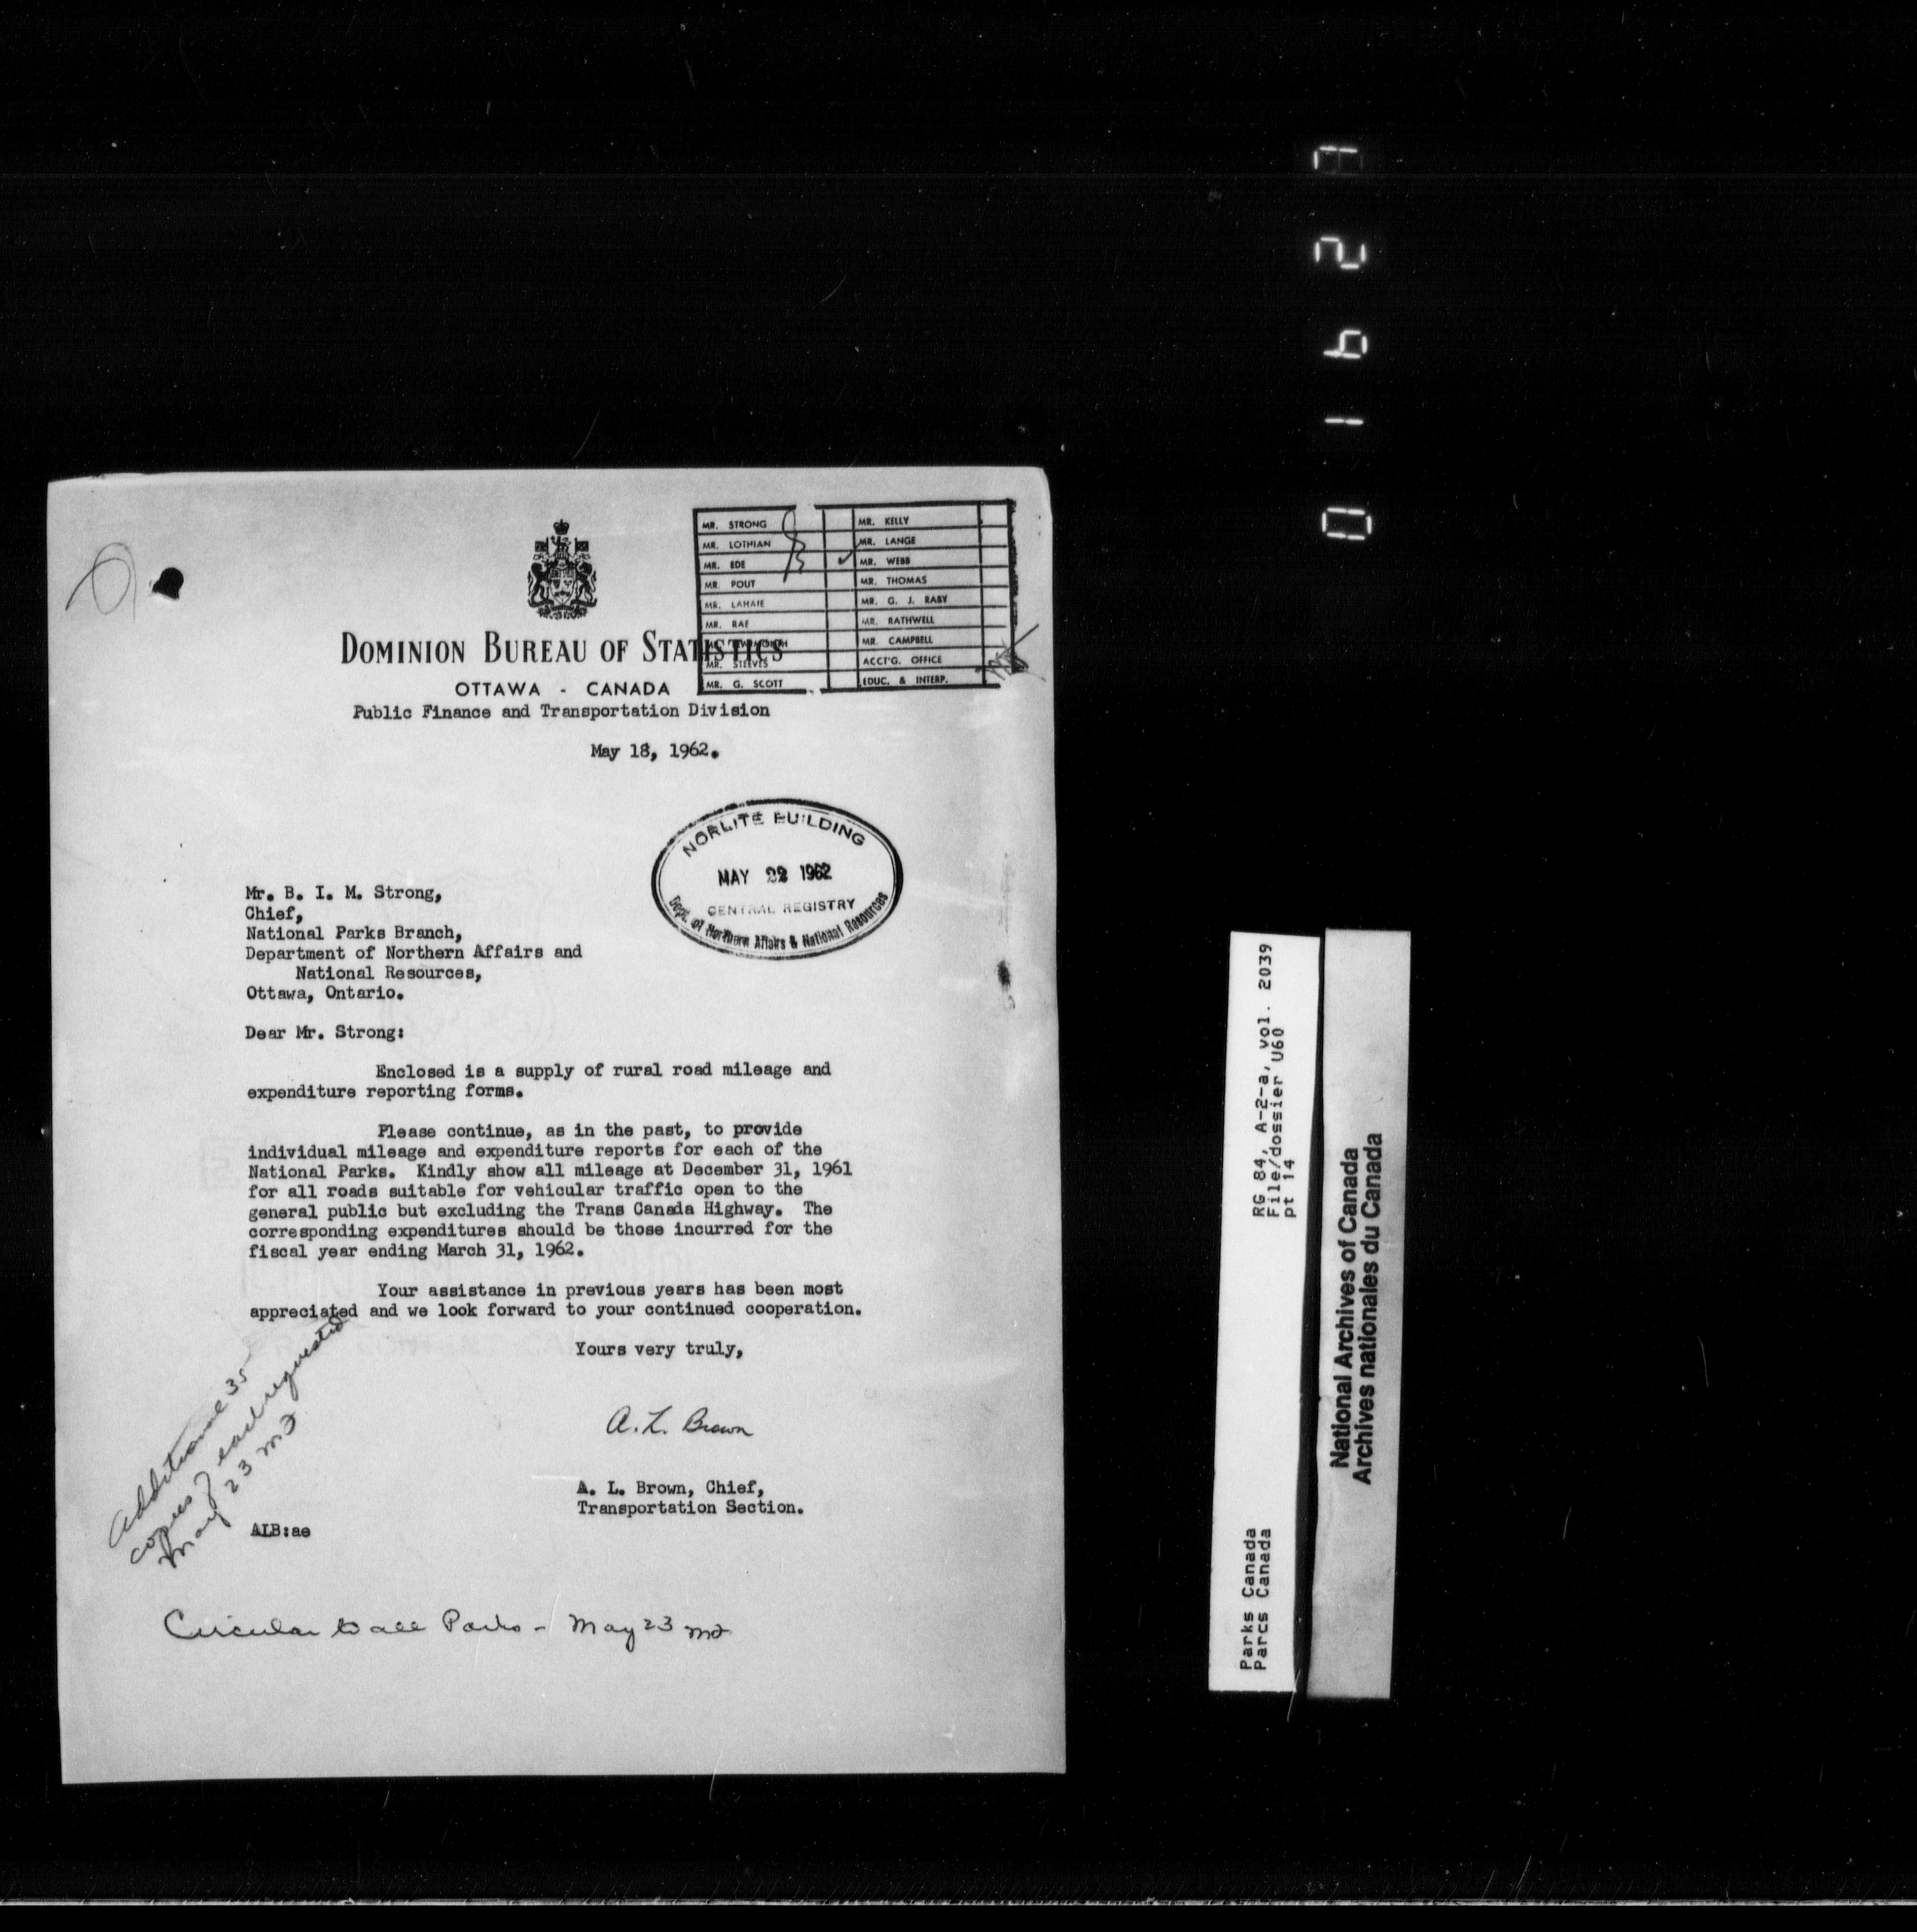 MR. STRONG
MR. LOTHIAN
MR. EDE
MR. POUT
MR. LAHAIE
MR. RAE
MR. STEEVES
MR. G. SCOTT
MR. KELLY
MR. LANGE
MR. WEBB
MR. THOMAS
MR. G. J. RABY
MR. RATHWELL
MR. CAMPBELL
ACCT'G. OFFICE
EDUC. & INTERP.
DOMINION BUREAU OF STATISTICS
OTTAWA - CANADA
Public Finance and Transportation Division
May 18, 1962.
NORLITE BUILDING
MAY 22 1962
CENTRAL REGISTRY
Dept. of Northern Affairs & National Resources
Mr. B. I. M. Strong,
Chief,
National Parks Branch,
Department of Northern Affairs and
National Resources,
Ottawa, Ontario.
Dear Mr. Strong:
Enclosed is a supply of rural road mileage and
expenditure reporting forms.
Please continue, as in the past, to provide
individual mileage and expenditure reports for each of the
National Parks. Kindly show all mileage at December 31, 1961
for all roads suitable for vehicular traffic open to the
general public but excluding the Trans Canada Highway. The
corresponding expenditures should be those incurred for the
fiscal year ending March 31, 1962.
Your assistance in previous years has been most
appreciated and we look forward to your continued cooperation.
Yours very truly,
A. L. Brown
A. L. Brown, Chief,
Transportation Section.
ALB:ae
Additional 35
copies of each requested
May 23 MJ
Circular to all Parks - May 23 MJ
RG 84, A-2-a, vol. 2039
File/dossier U60
pt 14
Parks Canada
Parcs Canada
National Archives of Canada
Archives nationales du Canada